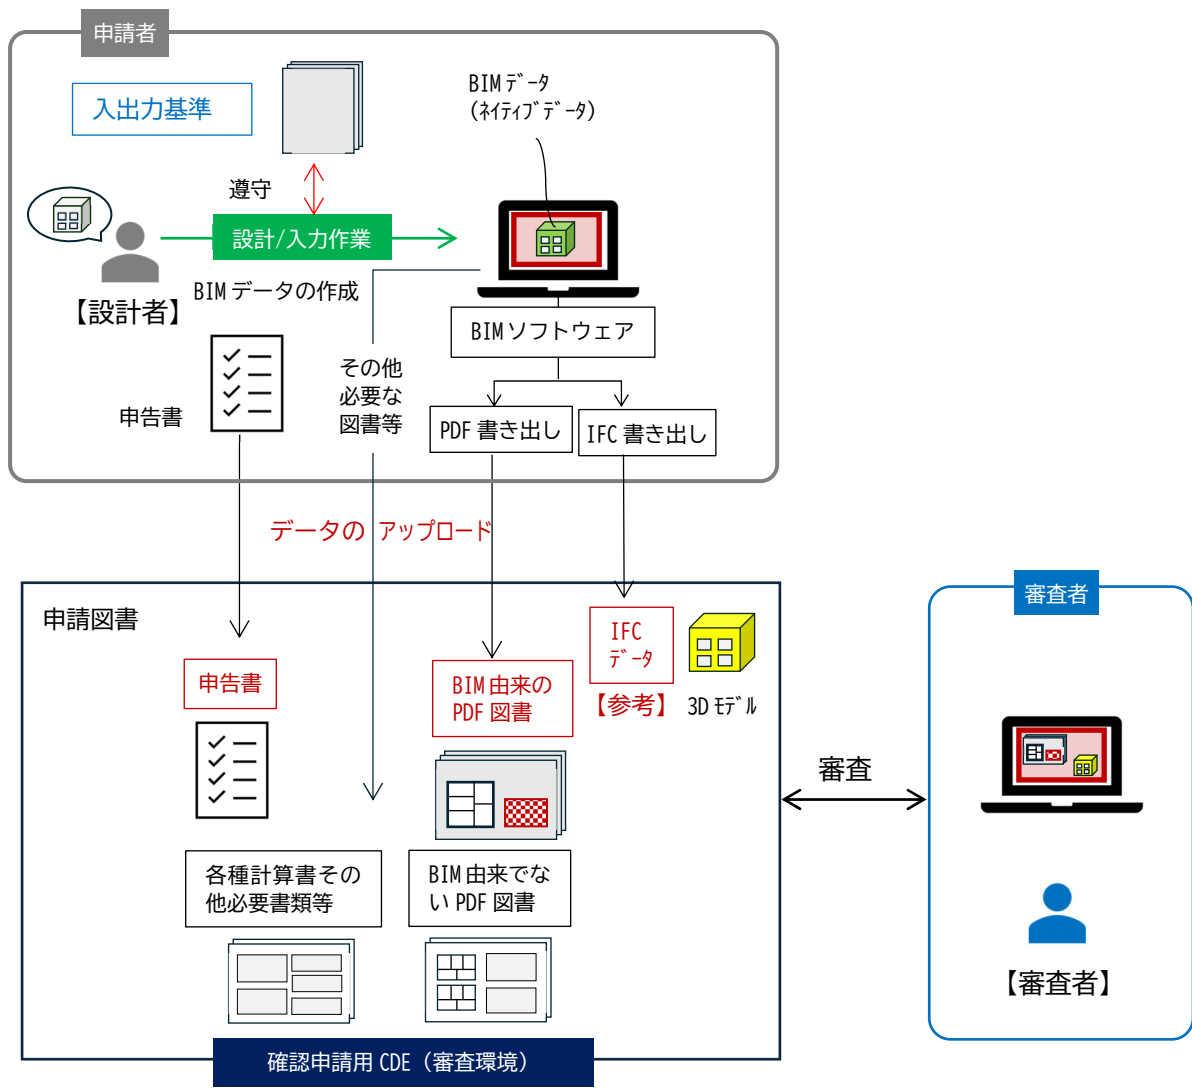 申請者
入出力基準
BIMデータ
(ネイティブデータ)
遵守
設計/入力作業
BIMデータの作成
【設計者】
BIMソフトウェア
その他
必要な
図書等
申告書
PDF書き出し
IFC書き出し
データの アップロード
申請図書
申告書
BIM由来の
PDF図書
IFC
データ
【参考】
3Dモデル
審査者
審査
各種計算書その
他必要書類等
BIM由来でな
いPDF図書
【審査者】
確認申請用CDE（審査環境）